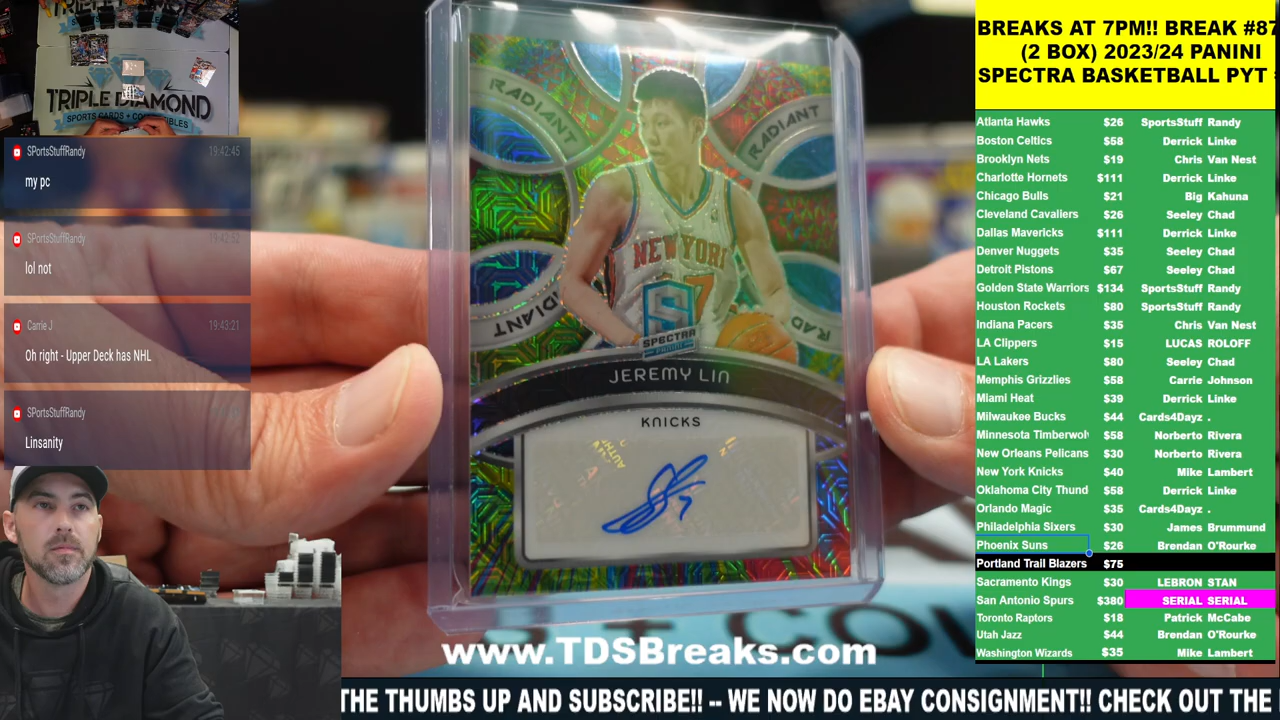 TRIPLE DIAMOND
SPORTS CARDS + COLLECTIBLES
SPortsStuffRandy 19:42:45
my pc
SPortsStuffRandy 19:42:52
lol not
Carrie J 19:43:21
Oh right - Upper Deck has NHL
SPortsStuffRandy
Linsanity
RADIANT
RADIANT
RADIANT
RAD
NEW YORK
7
SPECTRA
PANINI
JEREMY LIN
KNICKS
7
www.TDSBreaks.com
THE THUMBS UP AND SUBSCRIBE!! -- WE NOW DO EBAY CONSIGNMENT!! CHECK OUT THE
BREAKS AT 7PM!! BREAK #87
(2 BOX) 2023/24 PANINI
SPECTRA BASKETBALL PYT
Atlanta Hawks $26 SportsStuff Randy
Boston Celtics $58 Derrick Linke
Brooklyn Nets $19 Chris Van Nest
Charlotte Hornets $111 Derrick Linke
Chicago Bulls $21 Big Kahuna
Cleveland Cavaliers $26 Seeley Chad
Dallas Mavericks $111 Derrick Linke
Denver Nuggets $35 Seeley Chad
Detroit Pistons $67 Seeley Chad
Golden State Warriors $134 SportsStuff Randy
Houston Rockets $80 SportsStuff Randy
Indiana Pacers $35 Chris Van Nest
LA Clippers $15 LUCAS ROLOFF
LA Lakers $80 Seeley Chad
Memphis Grizzlies $58 Carrie Johnson
Miami Heat $39 Derrick Linke
Milwaukee Bucks $44 Cards4Dayz .
Minnesota Timberwol $58 Norberto Rivera
New Orleans Pelicans $30 Norberto Rivera
New York Knicks $40 Mike Lambert
Oklahoma City Thund $58 Derrick Linke
Orlando Magic $35 Cards4Dayz .
Philadelphia Sixers $30 James Brummund
Phoenix Suns $26 Brendan O'Rourke
Portland Trail Blazers $75
Sacramento Kings $30 LEBRON STAN
San Antonio Spurs $380 SERIAL SERIAL
Toronto Raptors $18 Patrick McCabe
Utah Jazz $44 Brendan O'Rourke
Washington Wizards $35 Mike Lambert